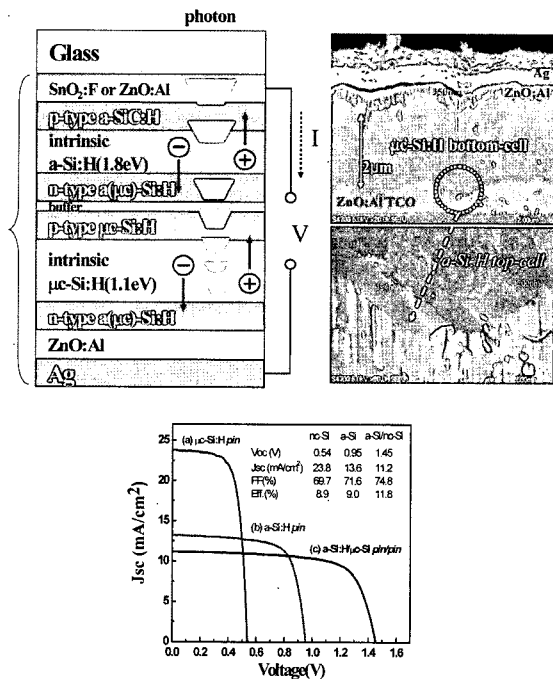 photon
Glass
SnO₂:F or ZnO:Al
p-type a-SiC:H
intrinsic
a-Si:H(1.8eV)
n-type a(μc)-Si:H
buffer
p-type μc-Si:H
intrinsic
μc-Si:H(1.1eV)
n-type a(μc)-Si:H
ZnO:Al
Ag
I
V
Ag
ZnO:Al
μc-Si:H bottom-cell
2μm
ZnO:Al TCO
a-Si:H top-cell
Jsc (mA/cm²)
25
20
15
10
5
0
(a) μc-Si:H pin
nc-Si a-Si a-Si/nc-Si
Voc (V) 0.54 0.95 1.45
Jsc (mA/cm²) 23.8 13.6 11.2
FF(%) 69.7 71.6 74.8
Eff.(%) 8.9 9.0 11.8
(b) a-Si:H pin
(c) a-Si:H/μc-Si pin/pin
0.0 0.2 0.4 0.6 0.8 1.0 1.2 1.4 1.6
Voltage(V)